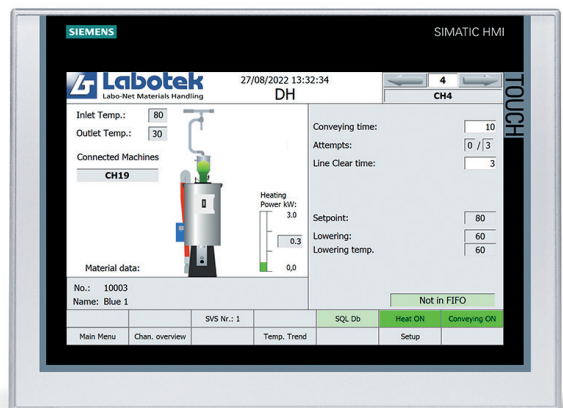 SIEMENS
SIMATIC HMI
TOUCH
Labotek
Labo-Net Materials Handling
27/08/2022 13:32:34
DH
4
CH4
Inlet Temp.: 80
Outlet Temp.: 30
Connected Machines
CH19
Heating
Power kW:
3.0
0.3
0,0
Material data:
No.: 10003
Name: Blue 1
Conveying time: 10
Attempts: 0 / 3
Line Clear time: 3
Setpoint: 80
Lowering: 60
Lowering temp. 60
Not in FIFO
SVS Nr.: 1
SQL Db
Heat ON
Conveying ON
Main Menu
Chan. overview
Temp. Trend
Setup